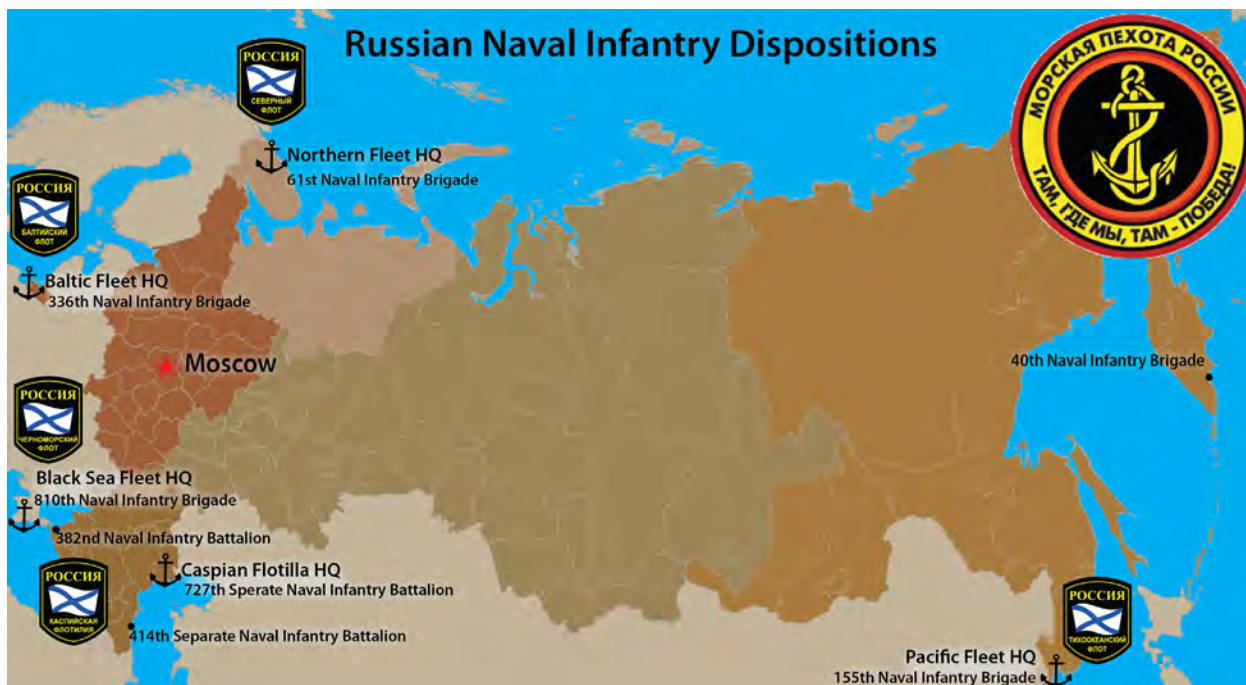 Russian Naval Infantry Dispositions
МОРСКАЯ ПЕХОТА РОССИИ
ТАМ, ГДЕ МЫ, ТАМ - ПОБЕДА!
РОССИЯ
СЕВЕРНЫЙ
ФЛОТ
Northern Fleet HQ
61st Naval Infantry Brigade
РОССИЯ
БАЛТИЙСКИЙ
ФЛОТ
Baltic Fleet HQ
336th Naval Infantry Brigade
Moscow
40th Naval Infantry Brigade
РОССИЯ
ЧЕРНОМОРСКИЙ
ФЛОТ
Black Sea Fleet HQ
810th Naval Infantry Brigade
382nd Naval Infantry Battalion
Caspian Flotilla HQ
727th Sperate Naval Infantry Battalion
РОССИЯ
КАСПИЙСКАЯ
ФЛОТИЛИЯ
414th Separate Naval Infantry Battalion
РОССИЯ
ТИХООКЕАНСКИЙ
ФЛОТ
Pacific Fleet HQ
155th Naval Infantry Brigade